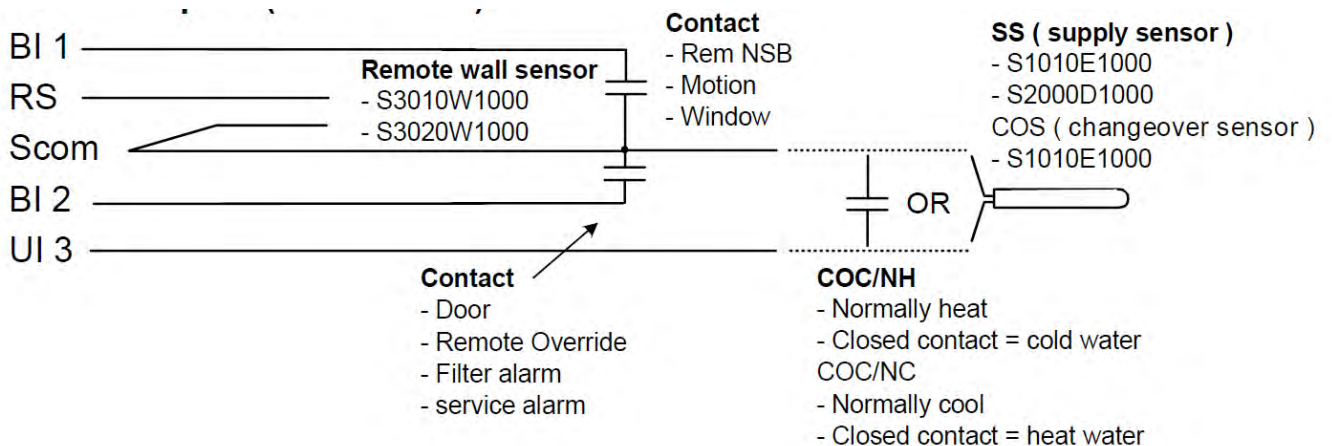 BI 1
RS
Scom
BI 2
UI 3
Remote wall sensor
- S3010W1000
- S3020W1000
Contact
- Rem NSB
- Motion
- Window
SS ( supply sensor )
- S1010E1000
- S2000D1000
COS ( changeover sensor )
- S1010E1000
OR
Contact
- Door
- Remote Override
- Filter alarm
- service alarm
COC/NH
- Normally heat
- Closed contact = cold water
COC/NC
- Normally cool
- Closed contact = heat water